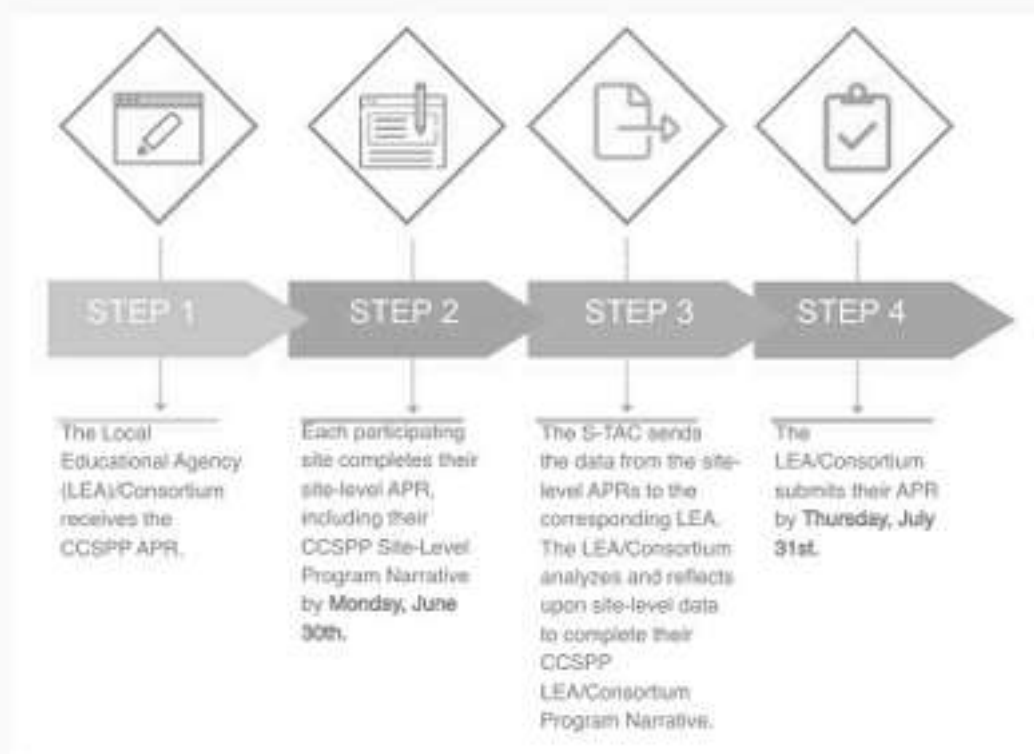 STEP 1
The Local
Educational Agency
(LEA)/Consortium
receives the
CCSPP APR.
STEP 2
Each participating
site completes their
site-level APR,
including their
CCSPP Site-Level
Program Narrative
by Monday, June
30th.
STEP 3
The S-TAC sends
the data from the site-
level APRs to the
corresponding LEA.
The LEA/Consortium
analyzes and reflects
upon site-level data
to complete their
CCSPP
LEA/Consortium
Program Narrative.
STEP 4
The
LEA/Consortium
submits their APR
by Thursday, July
31st.